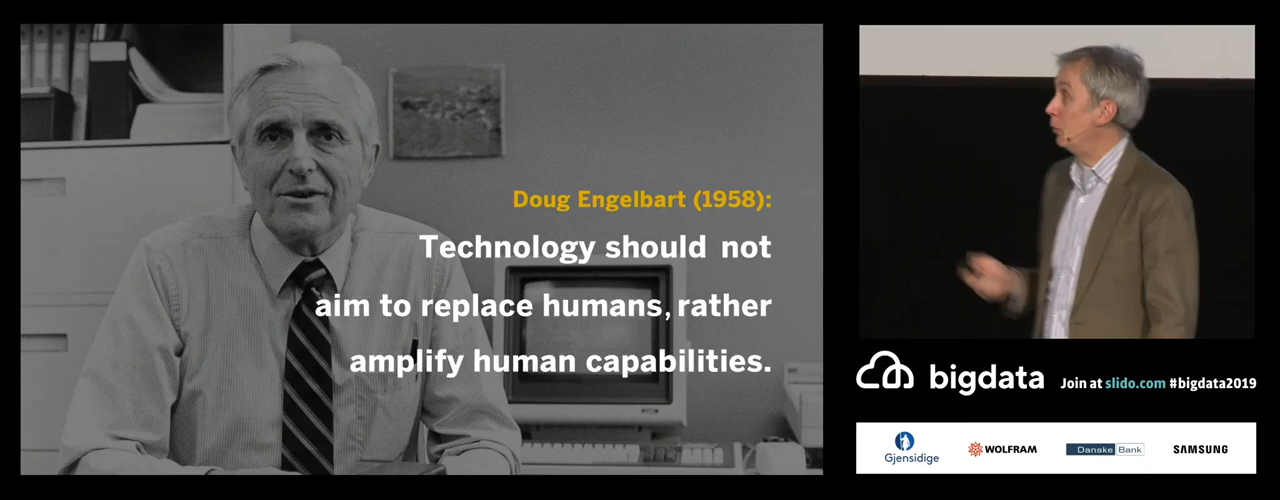 Doug Engelbart (1958):
Technology should not
aim to replace humans, rather
amplify human capabilities.
bigdata
Join at slido.com #bigdata2019
Gjensidige
WOLFRAM
Danske Bank
SAMSUNG